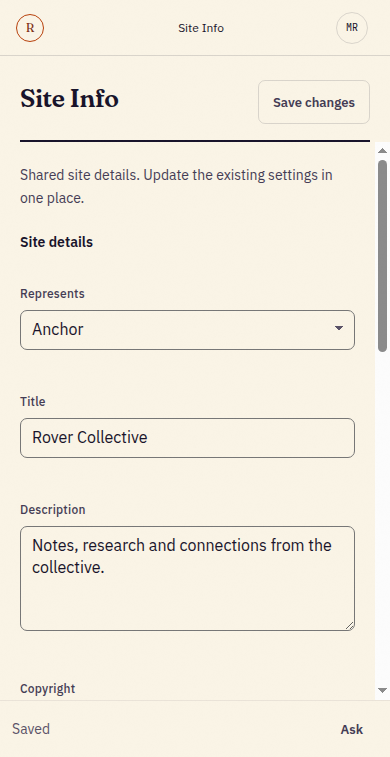 R
Site Info
MR
Site Info
Save changes
Shared site details. Update the existing settings in
one place.
Site details
Represents
Anchor
Title
Rover Collective
Description
Notes, research and connections from the
collective.
Copyright
Saved
Ask